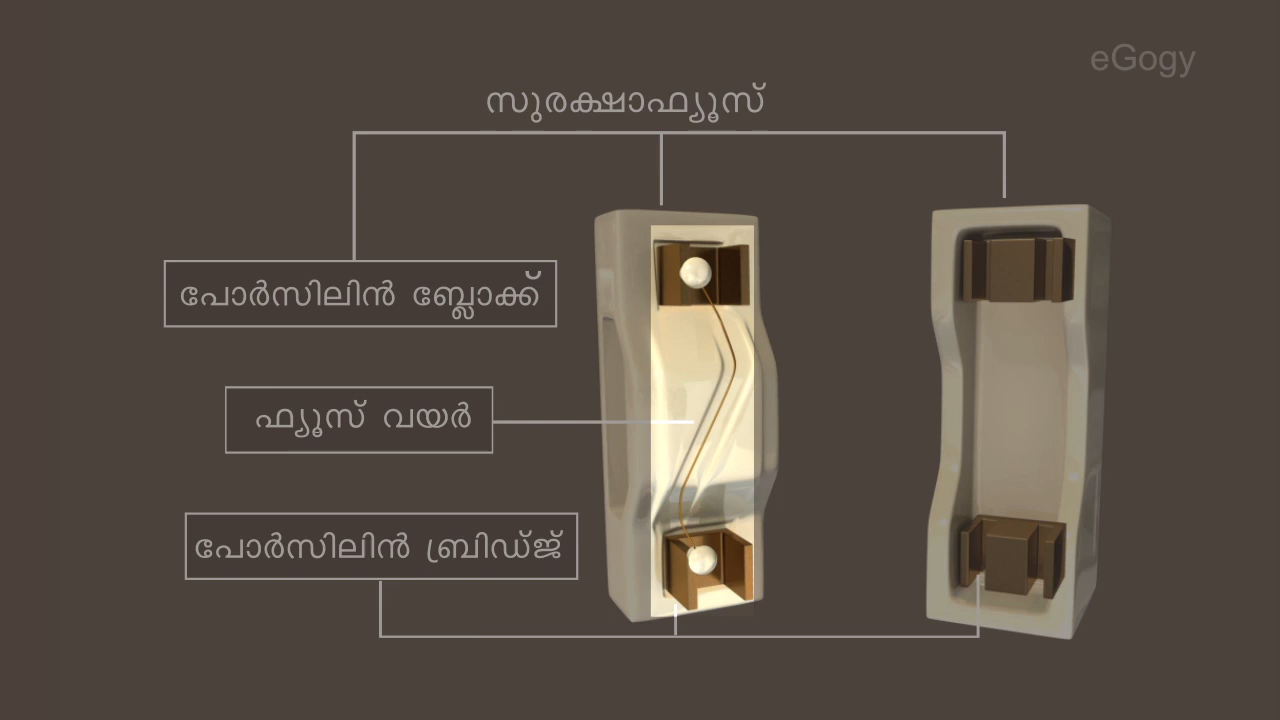 eGogy
സുരക്ഷാഫ്യൂസ്
പോർസിലിൻ ബ്ലോക്ക്
ഫ്യൂസ് വയർ
പോർസിലിൻ ബ്രിഡ്ജ്